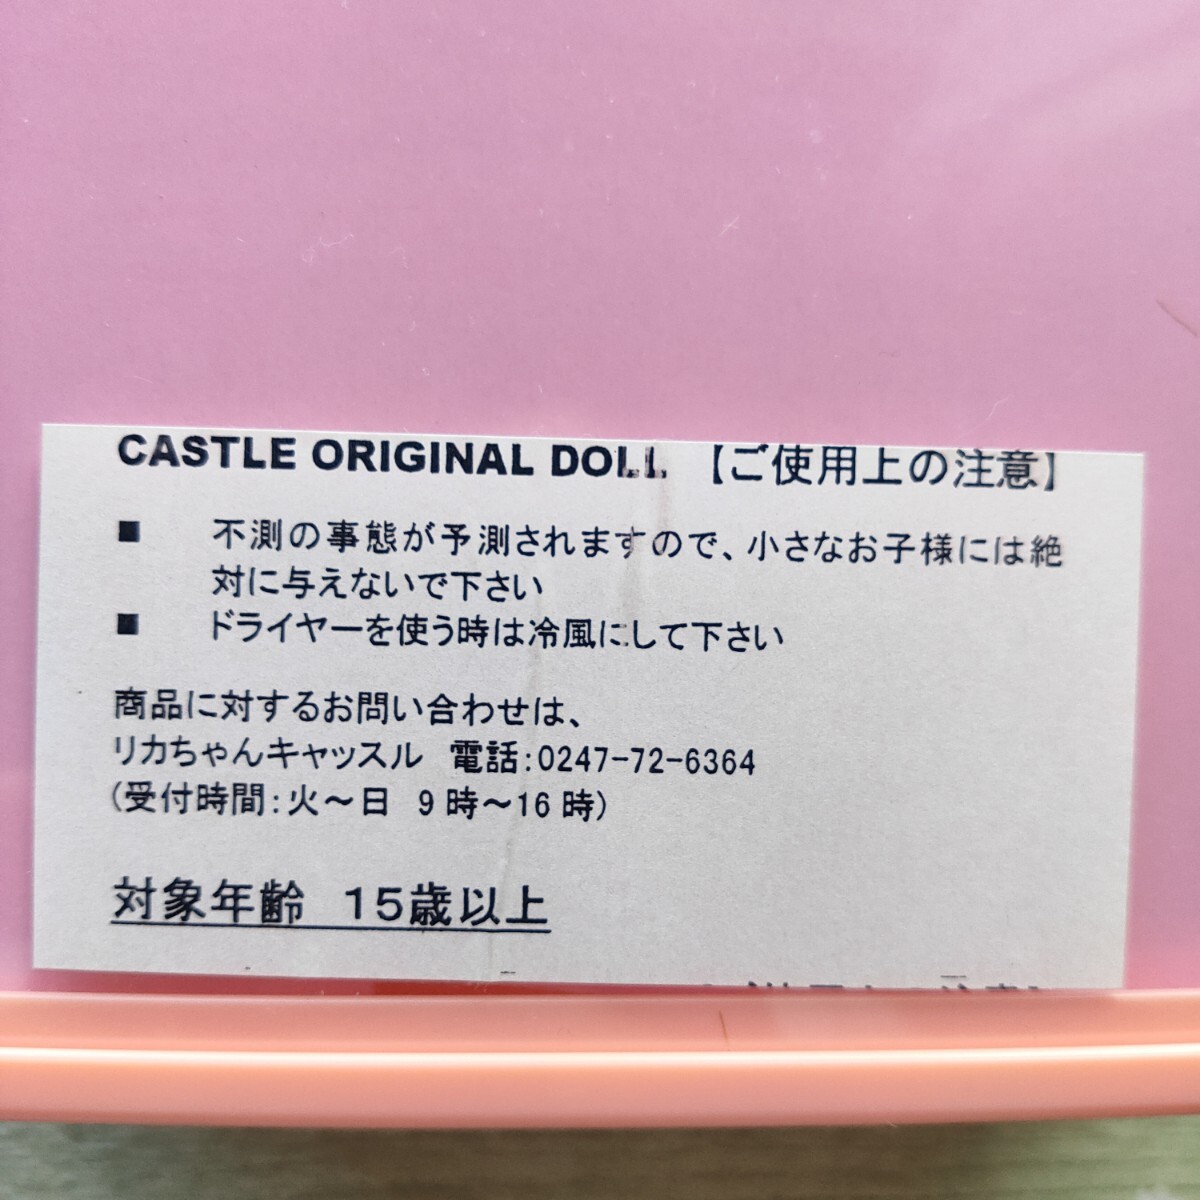 CASTLE ORIGINAL DOLL 【ご使用上の注意】
■ 不測の事態が予測されますので、小さなお子様には絶
対に与えないで下さい
■ ドライヤーを使う時は冷風にして下さい
商品に対するお問い合わせは、
リカちゃんキャッスル 電話:0247-72-6364
(受付時間:火～日 9時～16時)
対象年齢 15歳以上